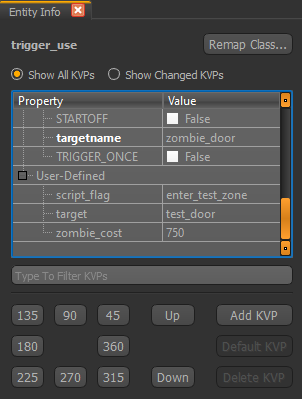 Entity Info
trigger_use
Remap Class...
Show All KVPs Show Changed KVPs
Property Value
STARTOFF False
targetname zombie_door
TRIGGER_ONCE False
User-Defined
script_flag enter_test_zone
target test_door
zombie_cost 750
Type To Filter KVPs
135 90 45 Up Add KVP
180 360 Default KVP
225 270 315 Down Delete KVP